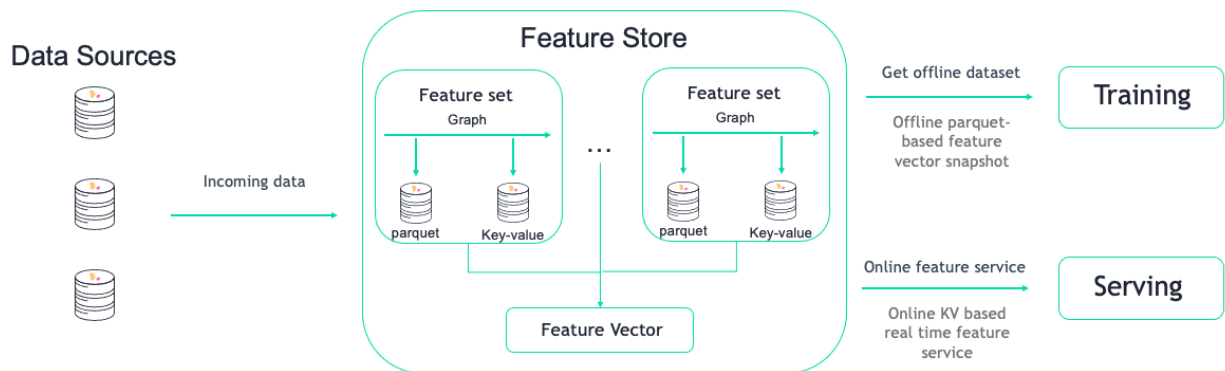 Data Sources
Incoming data
Feature Store
Feature set
Graph
parquet
Key-value
...
Feature set
Graph
parquet
Key-value
Feature Vector
Get offline dataset
Offline parquet-
based feature
vector snapshot
Training
Online feature service
Online KV based
real time feature
service
Serving